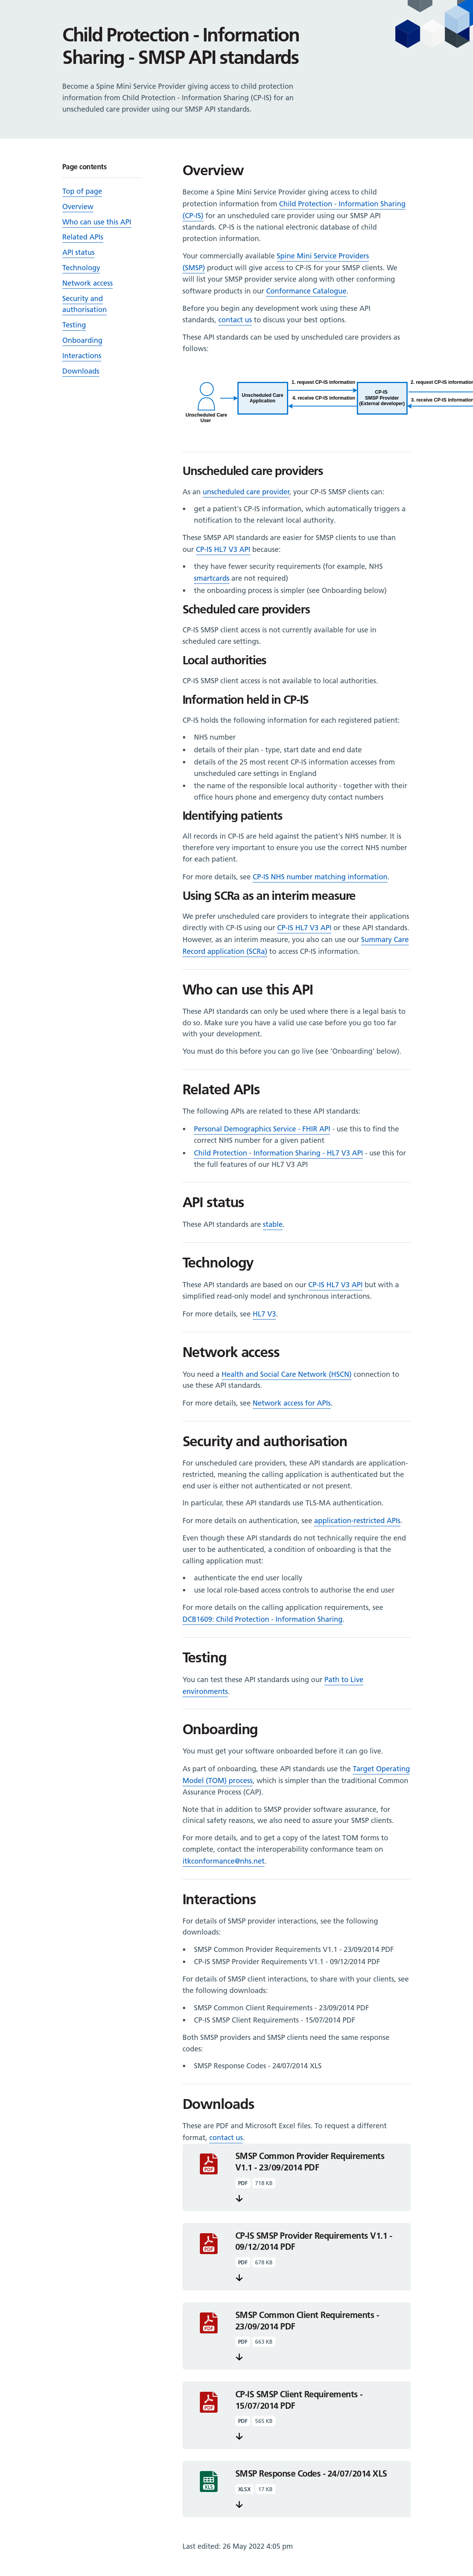 Child Protection - Information
Sharing - SMSP API standards
Become a Spine Mini Service Provider giving access to child protection
information from Child Protection - Information Sharing (CP-IS) for an
unscheduled care provider using our SMSP API standards.
Page contents
Top of page
Overview
Who can use this API
Related APIs
API status
Technology
Network access
Security and
authorisation
Testing
Onboarding
Interactions
Downloads
Overview
Become a Spine Mini Service Provider giving access to child
protection information from Child Protection - Information Sharing
(CP-IS) for an unscheduled care provider using our SMSP API
standards. CP-IS is the national electronic database of child
protection information.
Your commercially available Spine Mini Service Providers
(SMSP) product will give access to CP-IS for your SMSP clients. We
will list your SMSP provider service along with other conforming
software products in our Conformance Catalogue.
Before you begin any development work using these API
standards, contact us to discuss your best options.
These API standards can be used by unscheduled care providers as
follows:
Unscheduled Care
User
Unscheduled Care
Application
1. request CP-IS information
4. receive CP-IS information
CP-IS
SMSP Provider
(External developer)
2. request CP-IS information
3. receive CP-IS information
Unscheduled care providers
As an unscheduled care provider, your CP-IS SMSP clients can:
• get a patient's CP-IS information, which automatically triggers a
notification to the relevant local authority.
These SMSP API standards are easier for SMSP clients to use than
our CP-IS HL7 V3 API because:
• they have fewer security requirements (for example, NHS
smartcards are not required)
• the onboarding process is simpler (see Onboarding below)
Scheduled care providers
CP-IS SMSP client access is not currently available for use in
scheduled care settings.
Local authorities
CP-IS SMSP client access is not available to local authorities.
Information held in CP-IS
CP-IS holds the following information for each registered patient:
• NHS number
• details of their plan - type, start date and end date
• details of the 25 most recent CP-IS information accesses from
unscheduled care settings in England
• the name of the responsible local authority - together with their
office hours phone and emergency duty contact numbers
Identifying patients
All records in CP-IS are held against the patient's NHS number. It is
therefore very important to ensure you use the correct NHS number
for each patient.
For more details, see CP-IS NHS number matching information.
Using SCRa as an interim measure
We prefer unscheduled care providers to integrate their applications
directly with CP-IS using our CP-IS HL7 V3 API or these API standards.
However, as an interim measure, you also can use our Summary Care
Record application (SCRa) to access CP-IS information.
Who can use this API
These API standards can only be used where there is a legal basis to
do so. Make sure you have a valid use case before you go too far
with your development.
You must do this before you can go live (see 'Onboarding' below).
Related APIs
The following APIs are related to these API standards:
• Personal Demographics Service - FHIR API - use this to find the
correct NHS number for a given patient
• Child Protection - Information Sharing - HL7 V3 API - use this for
the full features of our HL7 V3 API
API status
These API standards are stable.
Technology
These API standards are based on our CP-IS HL7 V3 API but with a
simplified read-only model and synchronous interactions.
For more details, see HL7 V3.
Network access
You need a Health and Social Care Network (HSCN) connection to
use these API standards.
For more details, see Network access for APIs.
Security and authorisation
For unscheduled care providers, these API standards are application-
restricted, meaning the calling application is authenticated but the
end user is either not authenticated or not present.
In particular, these API standards use TLS-MA authentication.
For more details on authentication, see application-restricted APIs.
Even though these API standards do not technically require the end
user to be authenticated, a condition of onboarding is that the
calling application must:
• authenticate the end user locally
• use local role-based access controls to authorise the end user
For more details on the calling application requirements, see
DCB1609: Child Protection - Information Sharing.
Testing
You can test these API standards using our Path to Live
environments.
Onboarding
You must get your software onboarded before it can go live.
As part of onboarding, these API standards use the Target Operating
Model (TOM) process, which is simpler than the traditional Common
Assurance Process (CAP).
Note that in addition to SMSP provider software assurance, for
clinical safety reasons, we also need to assure your SMSP clients.
For more details, and to get a copy of the latest TOM forms to
complete, contact the interoperability conformance team on
itkconformance@nhs.net.
Interactions
For details of SMSP provider interactions, see the following
downloads:
• SMSP Common Provider Requirements V1.1 - 23/09/2014 PDF
• CP-IS SMSP Provider Requirements V1.1 - 09/12/2014 PDF
For details of SMSP client interactions, to share with your clients, see
the following downloads:
• SMSP Common Client Requirements - 23/09/2014 PDF
• CP-IS SMSP Client Requirements - 15/07/2014 PDF
Both SMSP providers and SMSP clients need the same response
codes:
• SMSP Response Codes - 24/07/2014 XLS
Downloads
These are PDF and Microsoft Excel files. To request a different
format, contact us.
PDF
SMSP Common Provider Requirements
V1.1 - 23/09/2014 PDF
PDF 718 KB
PDF
CP-IS SMSP Provider Requirements V1.1 -
09/12/2014 PDF
PDF 678 KB
PDF
SMSP Common Client Requirements -
23/09/2014 PDF
PDF 663 KB
PDF
CP-IS SMSP Client Requirements -
15/07/2014 PDF
PDF 565 KB
XLS
SMSP Response Codes - 24/07/2014 XLS
XLSX 17 KB
Last edited: 26 May 2022 4:05 pm